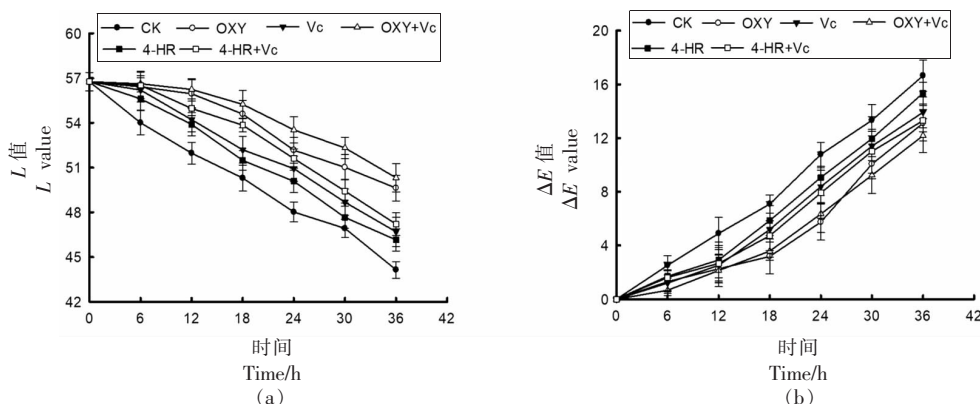 CK OXY Vc OXY+Vc
4-HR 4-HR+Vc
60
57
54
51
48
45
42
L 值
L value
0 6 12 18 24 30 36 42
时间
Time/h
(a)
CK OXY Vc OXY+Vc
4-HR 4-HR+Vc
20
16
12
8
4
0
ΔE 值
ΔE value
0 6 12 18 24 30 36 42
时间
Time/h
(b)